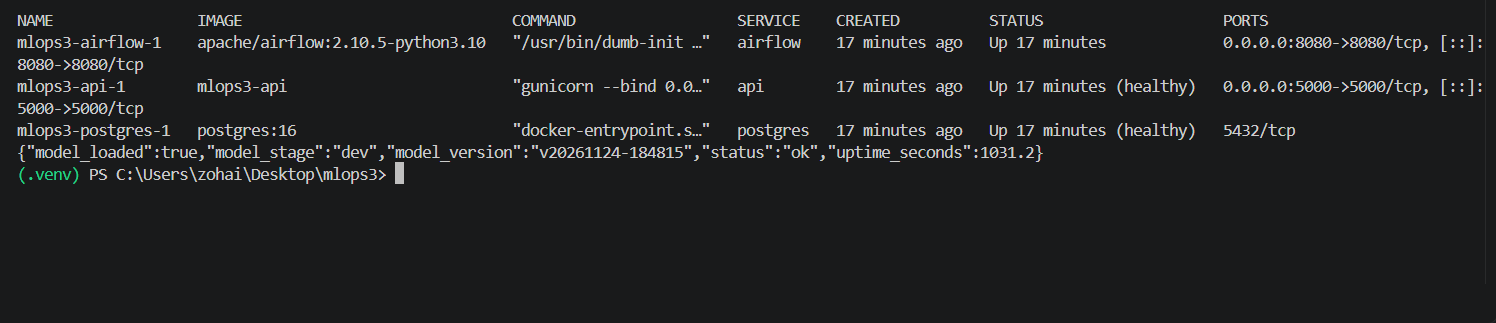 NAME IMAGE COMMAND SERVICE CREATED STATUS PORTS
mlops3-airflow-1 apache/airflow:2.10.5-python3.10 "/usr/bin/dumb-init …" airflow 17 minutes ago Up 17 minutes 0.0.0.0:8080->8080/tcp, [::]:
8080->8080/tcp
mlops3-api-1 mlops3-api "gunicorn --bind 0.0…" api 17 minutes ago Up 17 minutes (healthy) 0.0.0.0:5000->5000/tcp, [::]:
5000->5000/tcp
mlops3-postgres-1 postgres:16 "docker-entrypoint.s…" postgres 17 minutes ago Up 17 minutes (healthy) 5432/tcp
{"model_loaded":true,"model_stage":"dev","model_version":"v20261124-184815","status":"ok","uptime_seconds":1031.2}
(.venv) PS C:\Users\zohai\Desktop\mlops3>